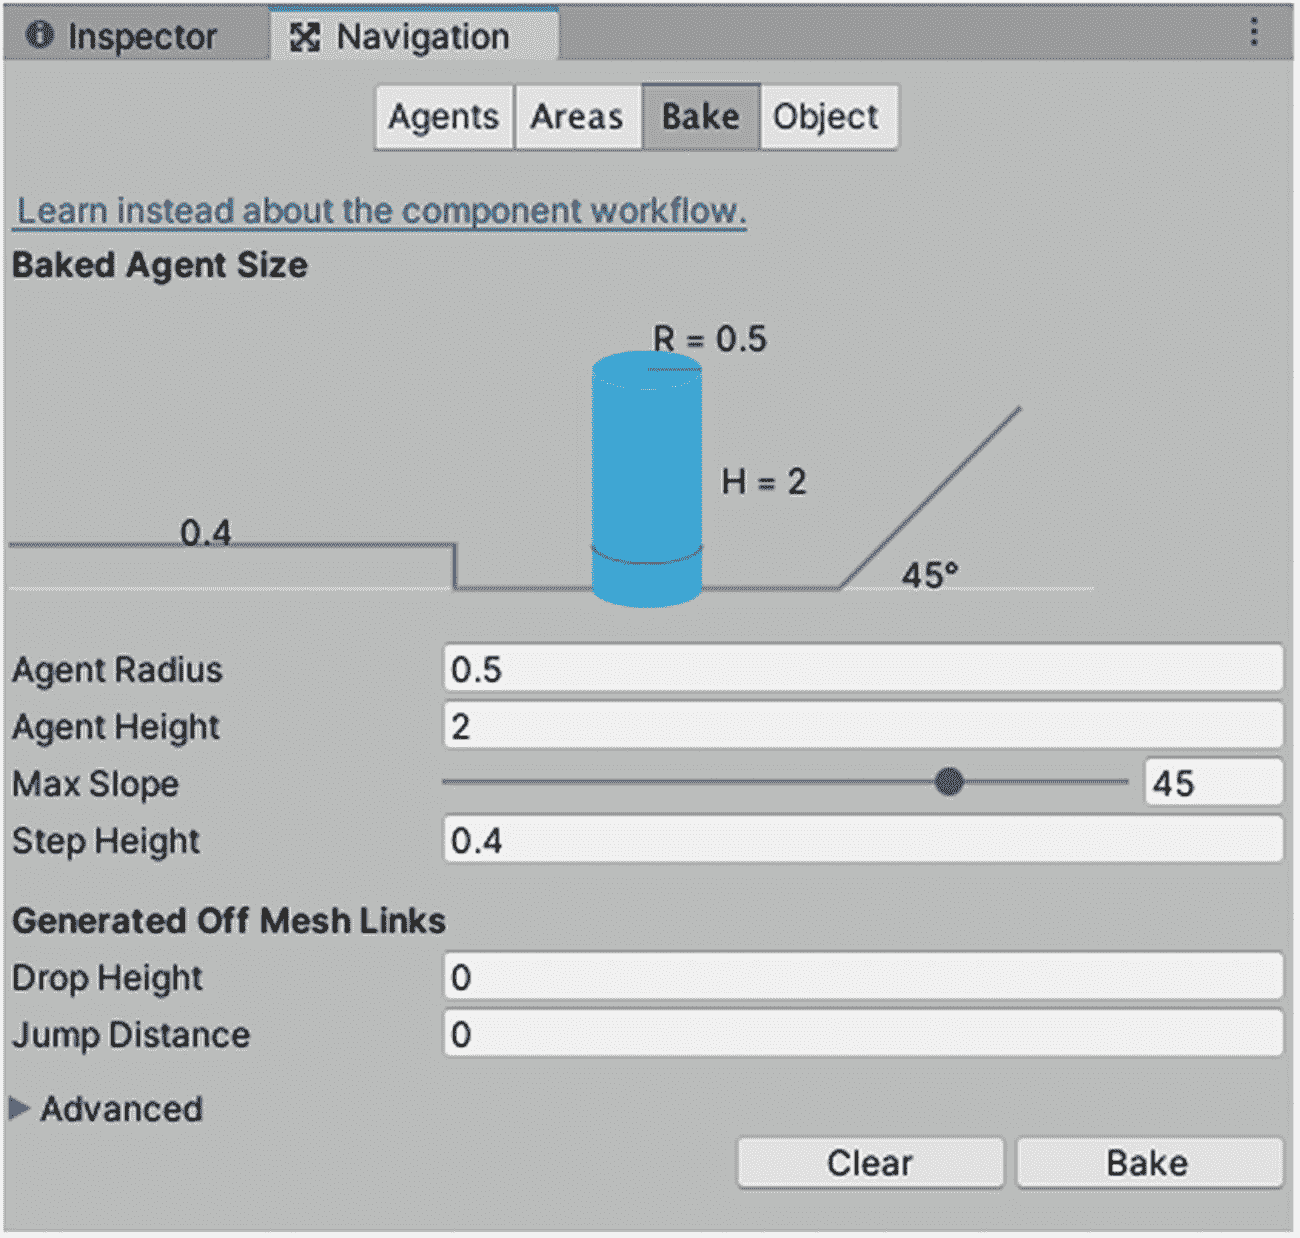 Inspector Navigation
Agents Areas Bake Object
Learn instead about the component workflow.
Baked Agent Size
R = 0.5
H = 2
0.4
45°
Agent Radius 0.5
Agent Height 2
Max Slope 45
Step Height 0.4
Generated Off Mesh Links
Drop Height 0
Jump Distance 0
Advanced
Clear Bake